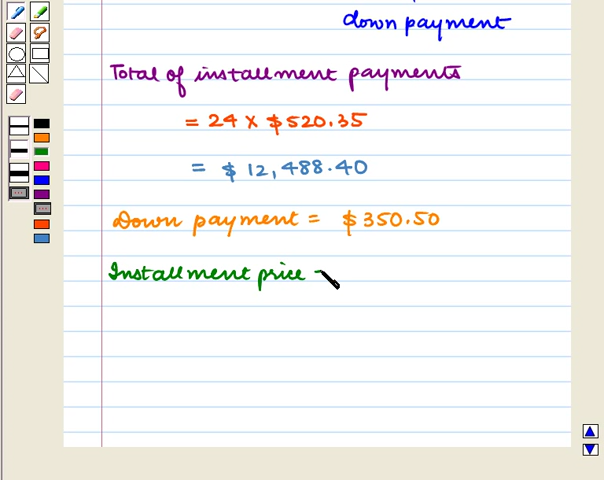 down payment
Total of installment payments
= 24 x $520.35
= $12,488.40
Down payment = $350.50
Installment price -